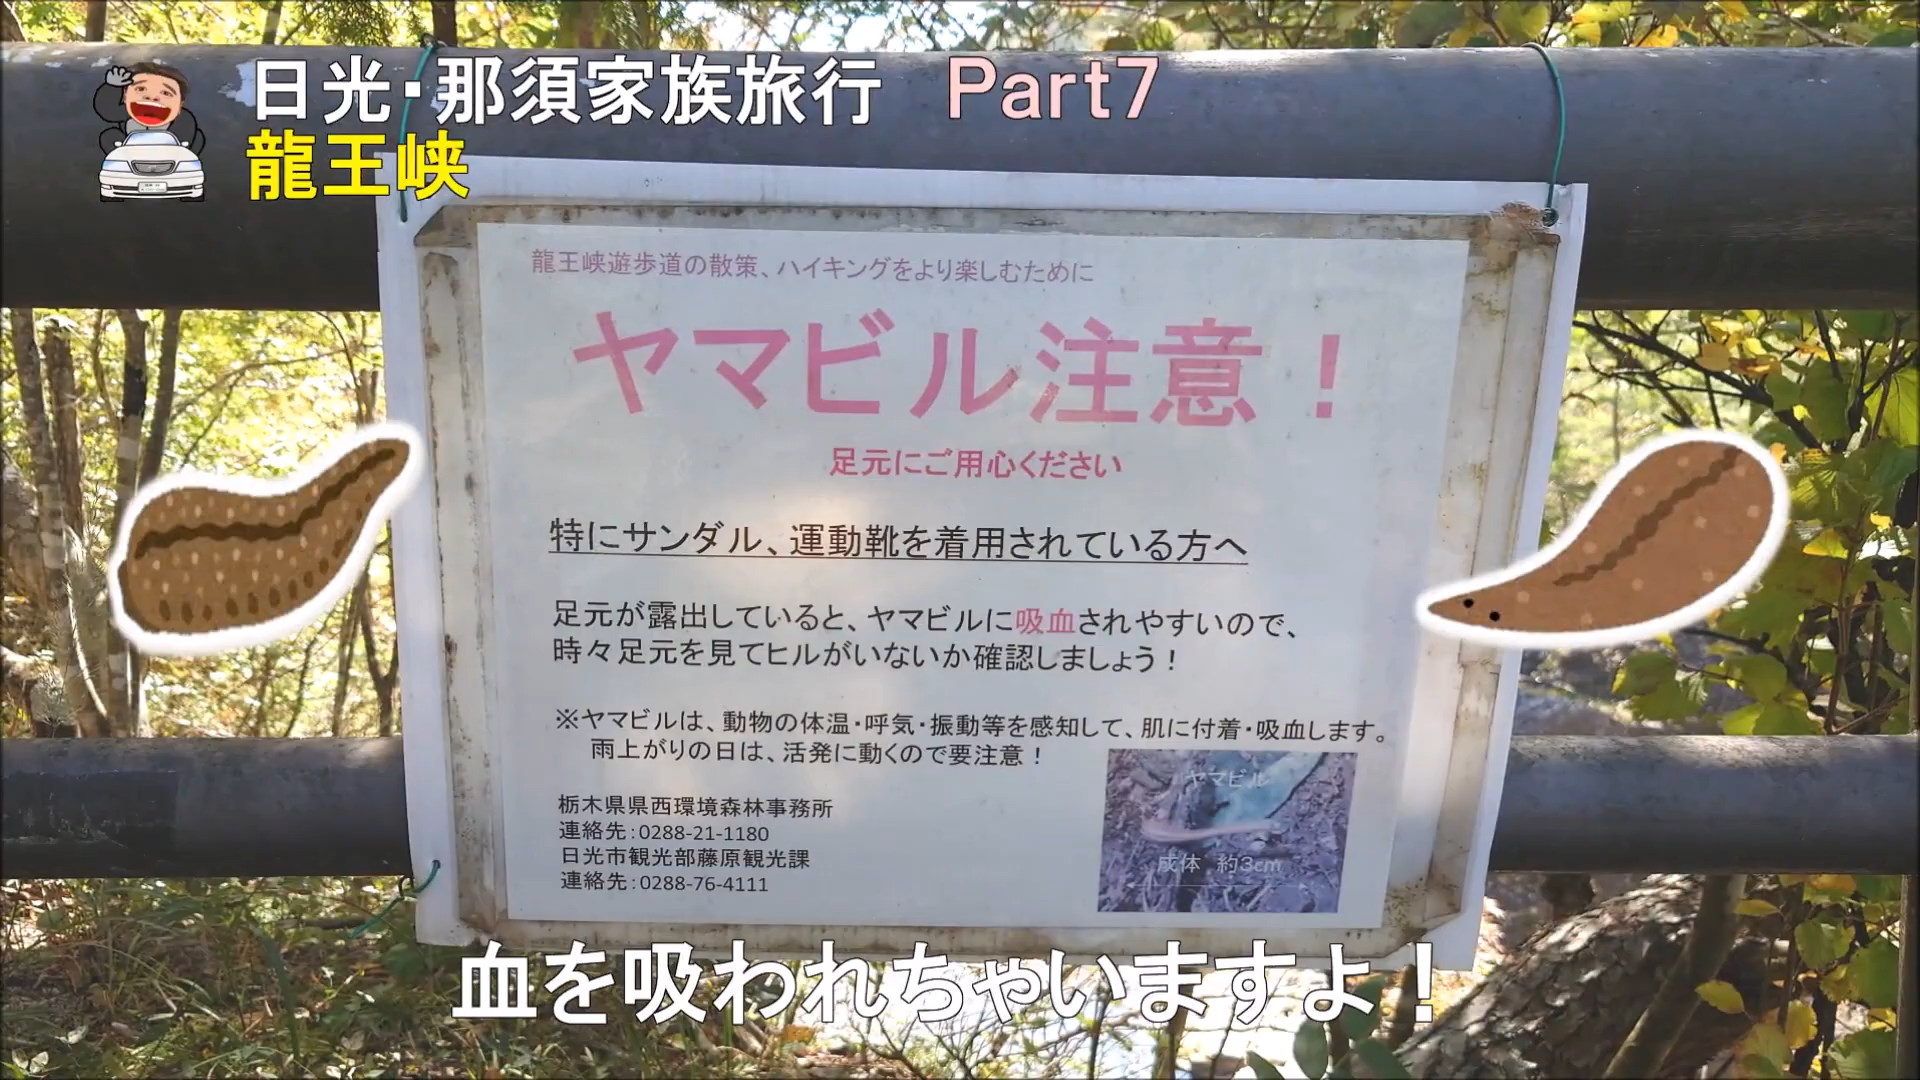 日光・那須家族旅行　Part7
龍王峡
龍王峡遊歩道の散策、ハイキングをより楽しむために
ヤマビル注意！
足元にご用心ください
特にサンダル、運動靴を着用されている方へ
足元が露出していると、ヤマビルに吸血されやすいので、
時々足元を見てヒルがいないか確認しましょう！
※ヤマビルは、動物の体温・呼気・振動等を感知して、肌に付着・吸血します。
雨上がりの日は、活発に動くので要注意！
ヤマビル
成体　約3cm
栃木県県西環境森林事務所
連絡先：0288-21-1180
日光市観光部藤原観光課
連絡先：0288-76-4111
血を吸われちゃいますよ！